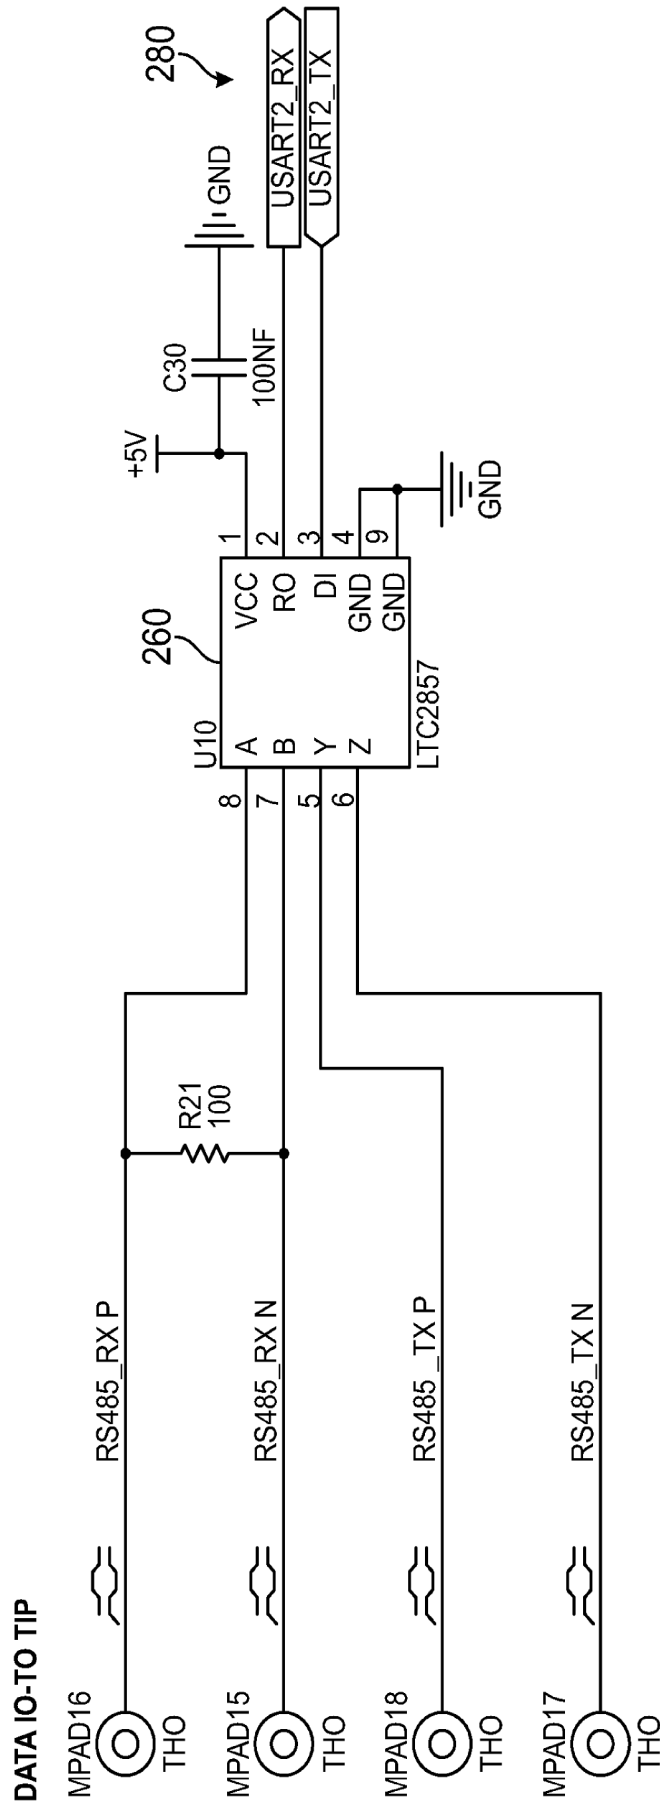 DATA IO-TO TIP
MPAD16
THO
RS485_RX P
MPAD15
THO
RS485_RX N
MPAD18
THO
RS485 _TX P
MPAD17
THO
RS485_TX N
R21
100
8
7
5
6
U10
260
A
B
Y
Z
VCC
RO
DI
GND
GND
LTC2857
1
2
3
4
9
+5V
C30
100NF
GND
GND
280
USART2_RX
USART2_TX